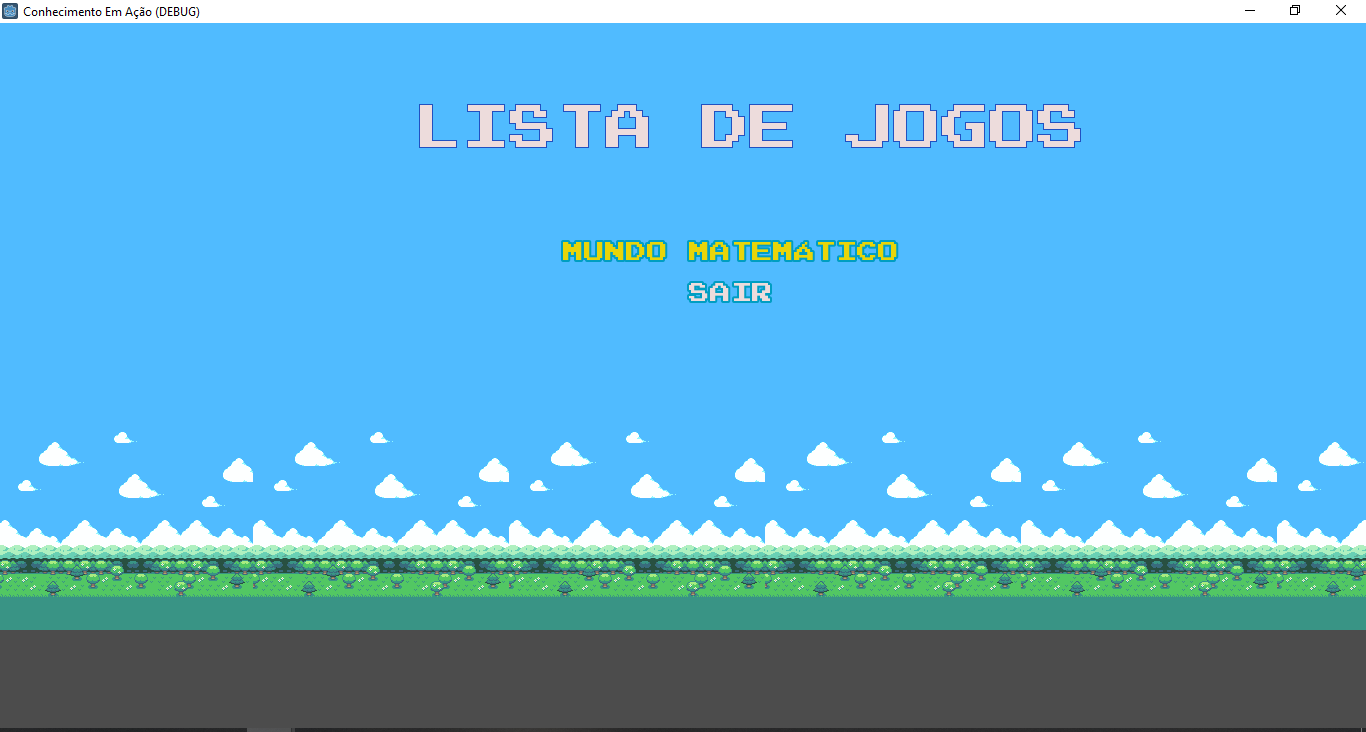 Conhecimento Em Ação (DEBUG)
LISTA DE JOGOS
MUNDO MATEMÁTICO
SAIR